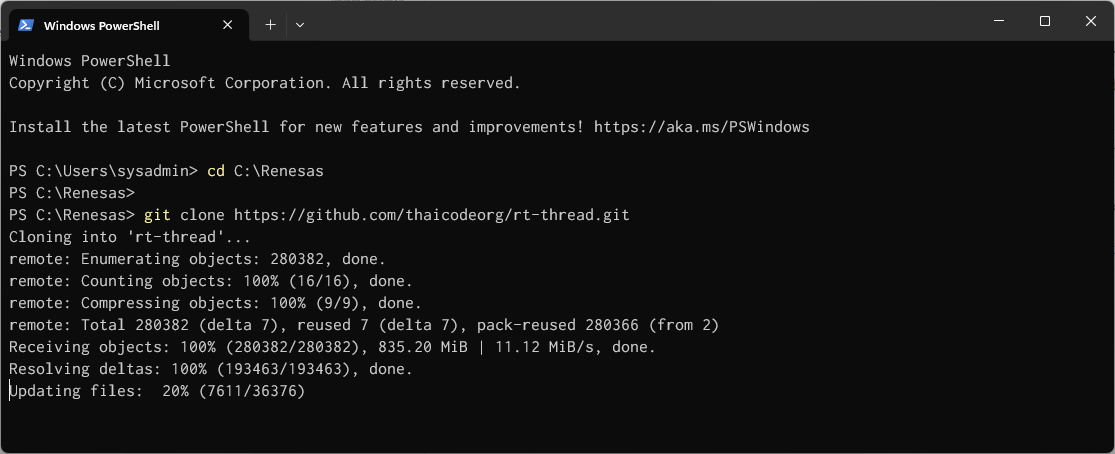 Windows PowerShell
Windows PowerShell
Copyright (C) Microsoft Corporation. All rights reserved.
Install the latest PowerShell for new features and improvements! https://aka.ms/PSWindows
PS C:\Users\sysadmin> cd C:\Renesas
PS C:\Renesas>
PS C:\Renesas> git clone https://github.com/thaicodeorg/rt-thread.git
Cloning into 'rt-thread'...
remote: Enumerating objects: 280382, done.
remote: Counting objects: 100% (16/16), done.
remote: Compressing objects: 100% (9/9), done.
remote: Total 280382 (delta 7), reused 7 (delta 7), pack-reused 280366 (from 2)
Receiving objects: 100% (280382/280382), 835.20 MiB | 11.12 MiB/s, done.
Resolving deltas: 100% (193463/193463), done.
Updating files:  20% (7611/36376)